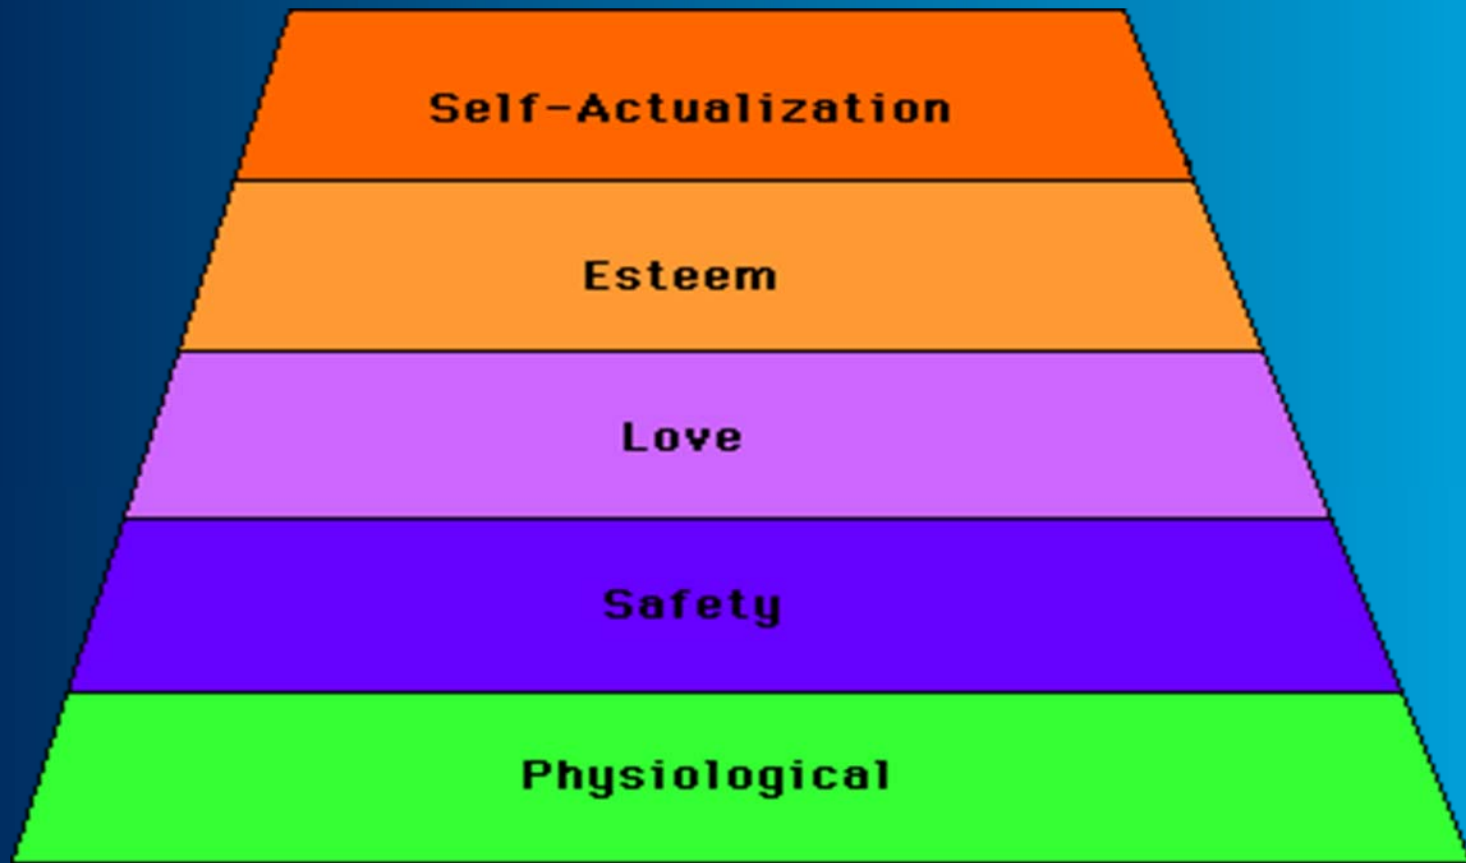 Self-Actualization
Esteem
Love
Safety
Physiological